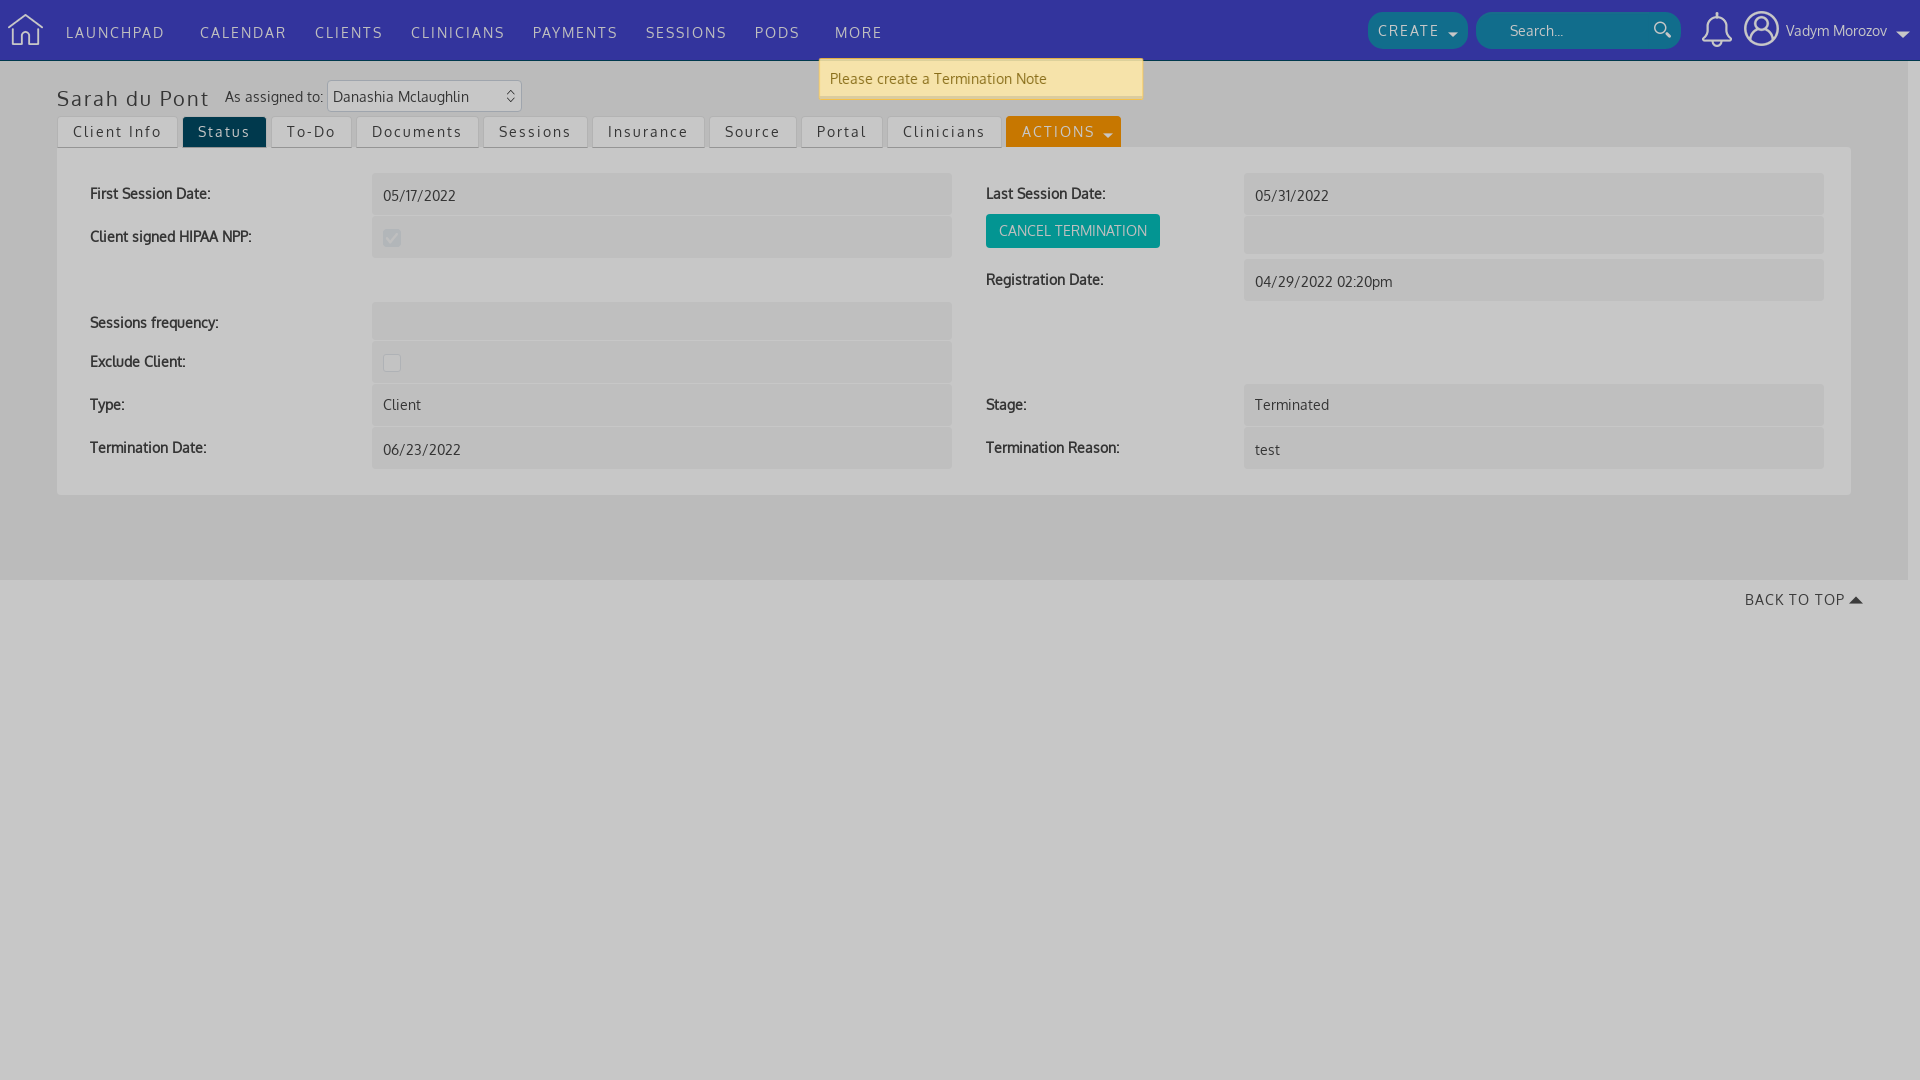 LAUNCHPAD CALENDAR CLIENTS CLINICIANS PAYMENTS SESSIONS PODS MORE CREATE Search... Vadym Morozov
Please create a Termination Note
Sarah du Pont As assigned to: Danashia Mclaughlin
Client Info Status To-Do Documents Sessions Insurance Source Portal Clinicians ACTIONS
First Session Date: 05/17/2022 Last Session Date: 05/31/2022
Client signed HIPAA NPP: CANCEL TERMINATION
Registration Date: 04/29/2022 02:20pm
Sessions frequency:
Exclude Client:
Type: Client Stage: Terminated
Termination Date: 06/23/2022 Termination Reason: test
BACK TO TOP